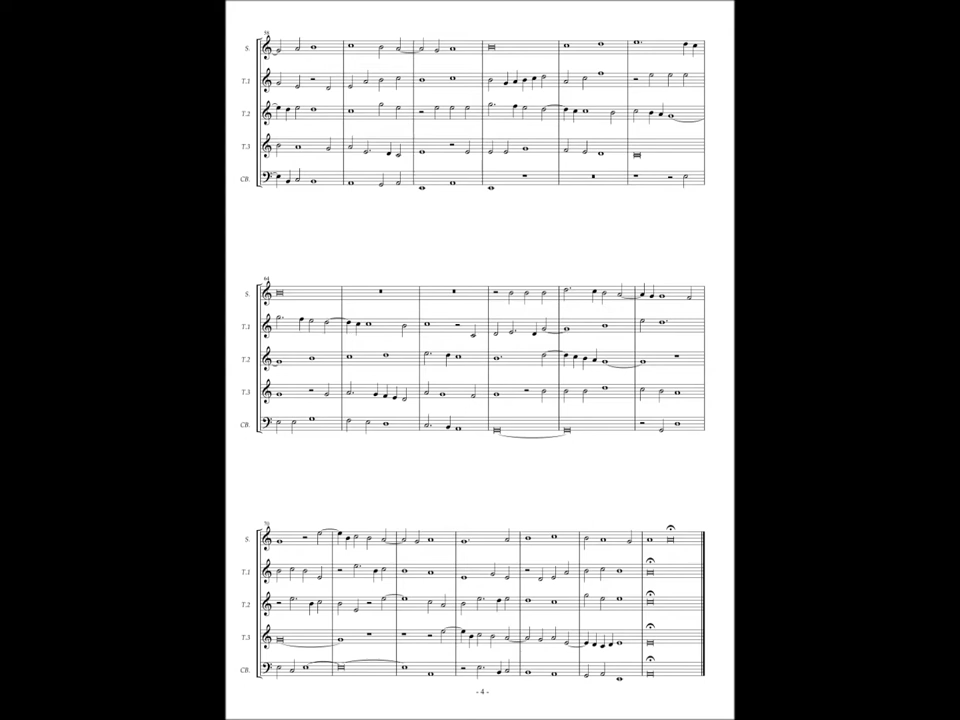 58
S.
T.1
T.2
T.3
CB.
64
S.
T.1
T.2
T.3
CB.
70
S.
T.1
T.2
T.3
CB.
- 4 -